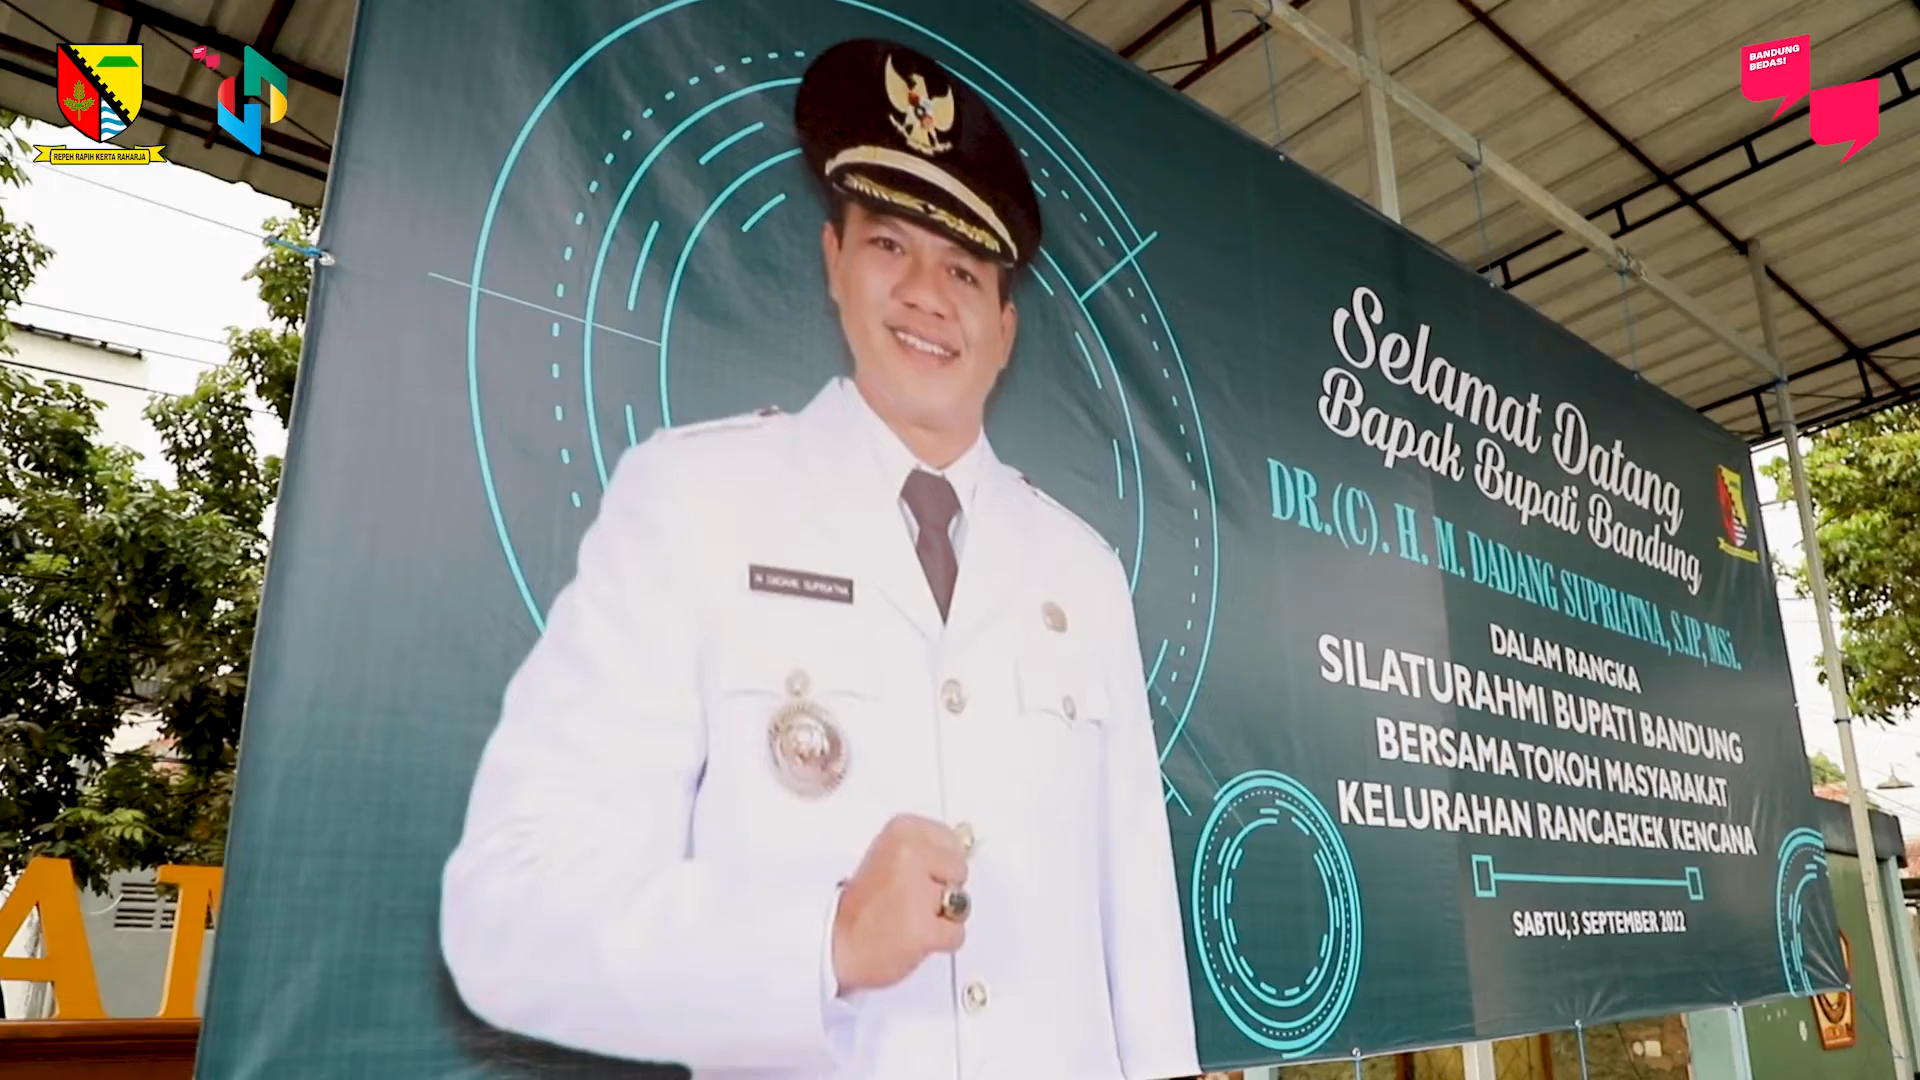 REPEH RAPIH KERTA RAHARJA
BANDUNG
BEDAS!
Selamat Datang
Bapak Bupati Bandung
DR.(C). H. M. DADANG SUPRIATNA, S.IP, MSi.
DALAM RANGKA
SILATURAHMI BUPATI BANDUNG
BERSAMA TOKOH MASYARAKAT
KELURAHAN RANCAEKEK KENCANA
SABTU, 3 SEPTEMBER 2022
H. DADANG SUPRIATNA